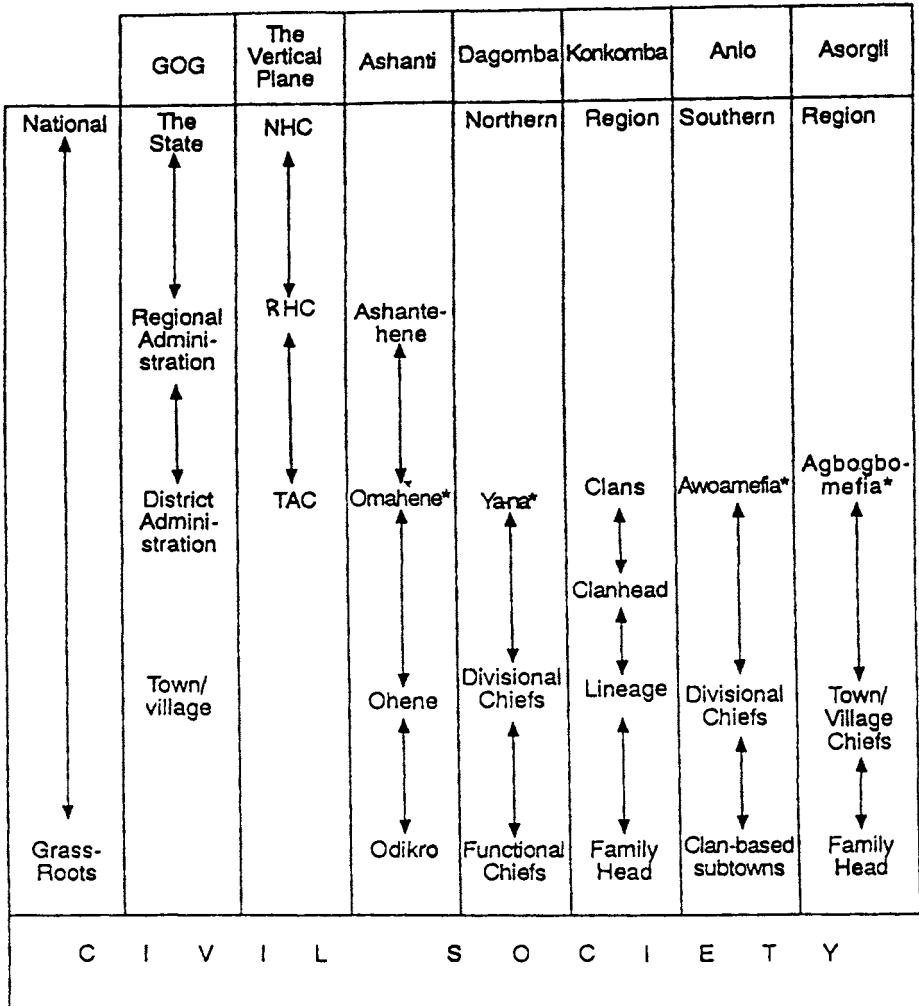 GOG
The
Vertical
Plane
Ashanti
Dagomba
Konkomba
Anlo
Asorgli
National
The
State
NHC
Northern
Region
Southern
Region
Regional
Admini-
stration
RHC
Ashante-
hene
District
Admini-
stration
TAC
Omahene*
Ya-na*
Clans
Awoamefia*
Agbogbo-
mefia*
Clanhead
Town/
village
Ohene
Divisional
Chiefs
Lineage
Divisional
Chiefs
Town/
Village
Chiefs
Grass-
Roots
Odikro
Functional
Chiefs
Family
Head
Clan-based
subtowns
Family
Head
C I V I L S O C I E T Y